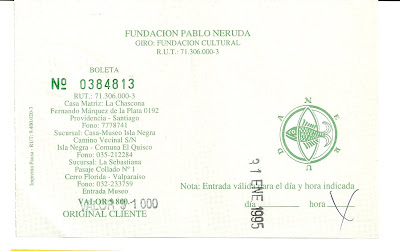 FUNDACION PABLO NERUDA
GIRO: FUNDACION CULTURAL
R.U.T.: 71.306.000-3
BOLETA
Nº 0384813
RUT.: 71.306.000-3
Casa Matriz: La Chascona
Fernando Márquez de la Plata 0192
Providencia - Santiago
Fono: 7778741
Sucursal: Casa-Museo Isla Negra
Camino Vecinal S/N
Isla Negra - Comuna El Quisco
Fono: 035-212284
Sucursal: La Sebastiana
Pasaje Collado Nº 1
Cerro Florida - Valparaíso
Fono: 032-233759
Entrada Museo
VALOR $ 800.-
VALOR $ 1.000
ORIGINAL CLIENTE
NERUDA
31 ENE 1995
Nota: Entrada válida para el día y hora indicada
día hora